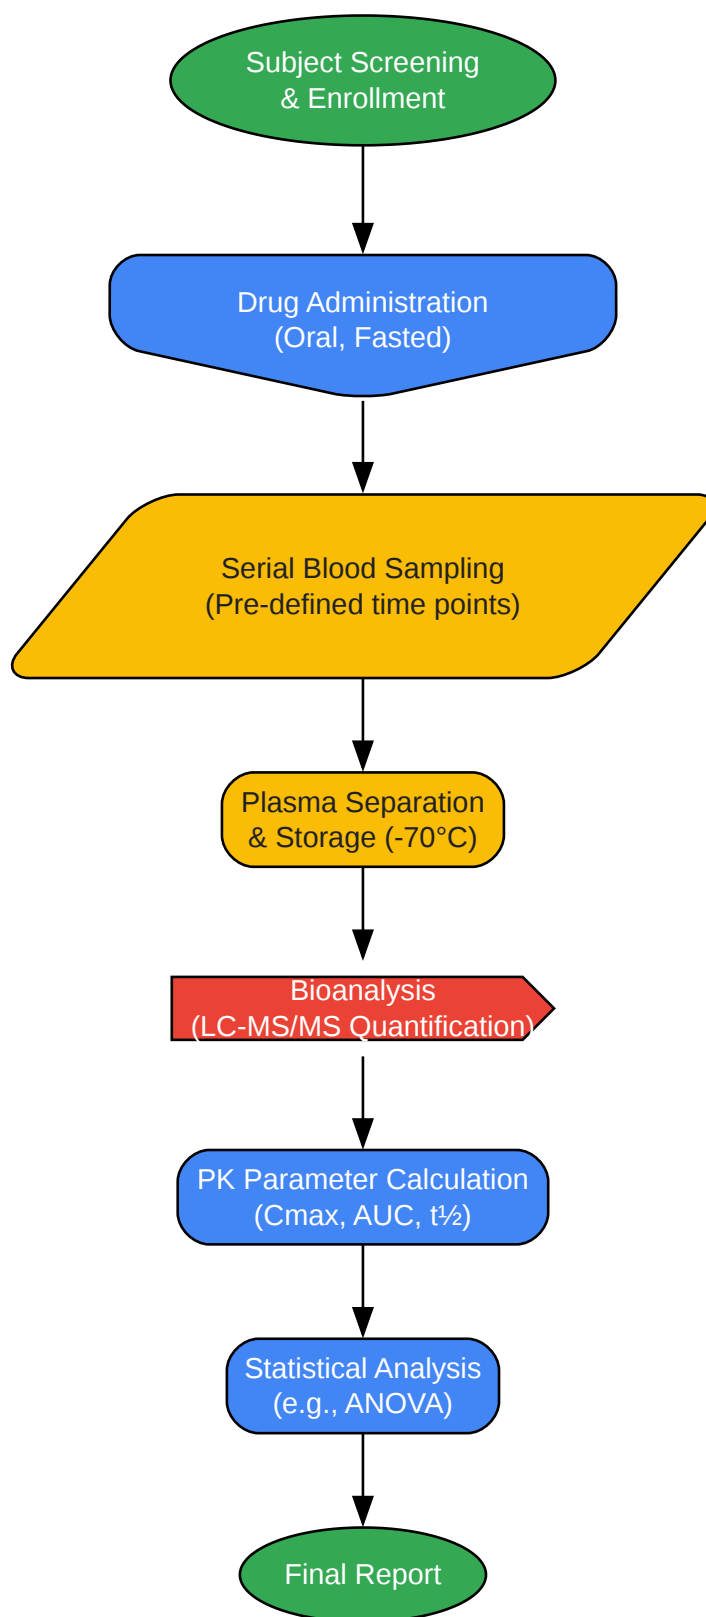 Subject Screening
& Enrollment
Drug Administration
(Oral, Fasted)
Serial Blood Sampling
(Pre-defined time points)
Plasma Separation
& Storage (-70°C)
Bioanalysis
(LC-MS/MS Quantification)
PK Parameter Calculation
(Cmax, AUC, t½)
Statistical Analysis
(e.g., ANOVA)
Final Report